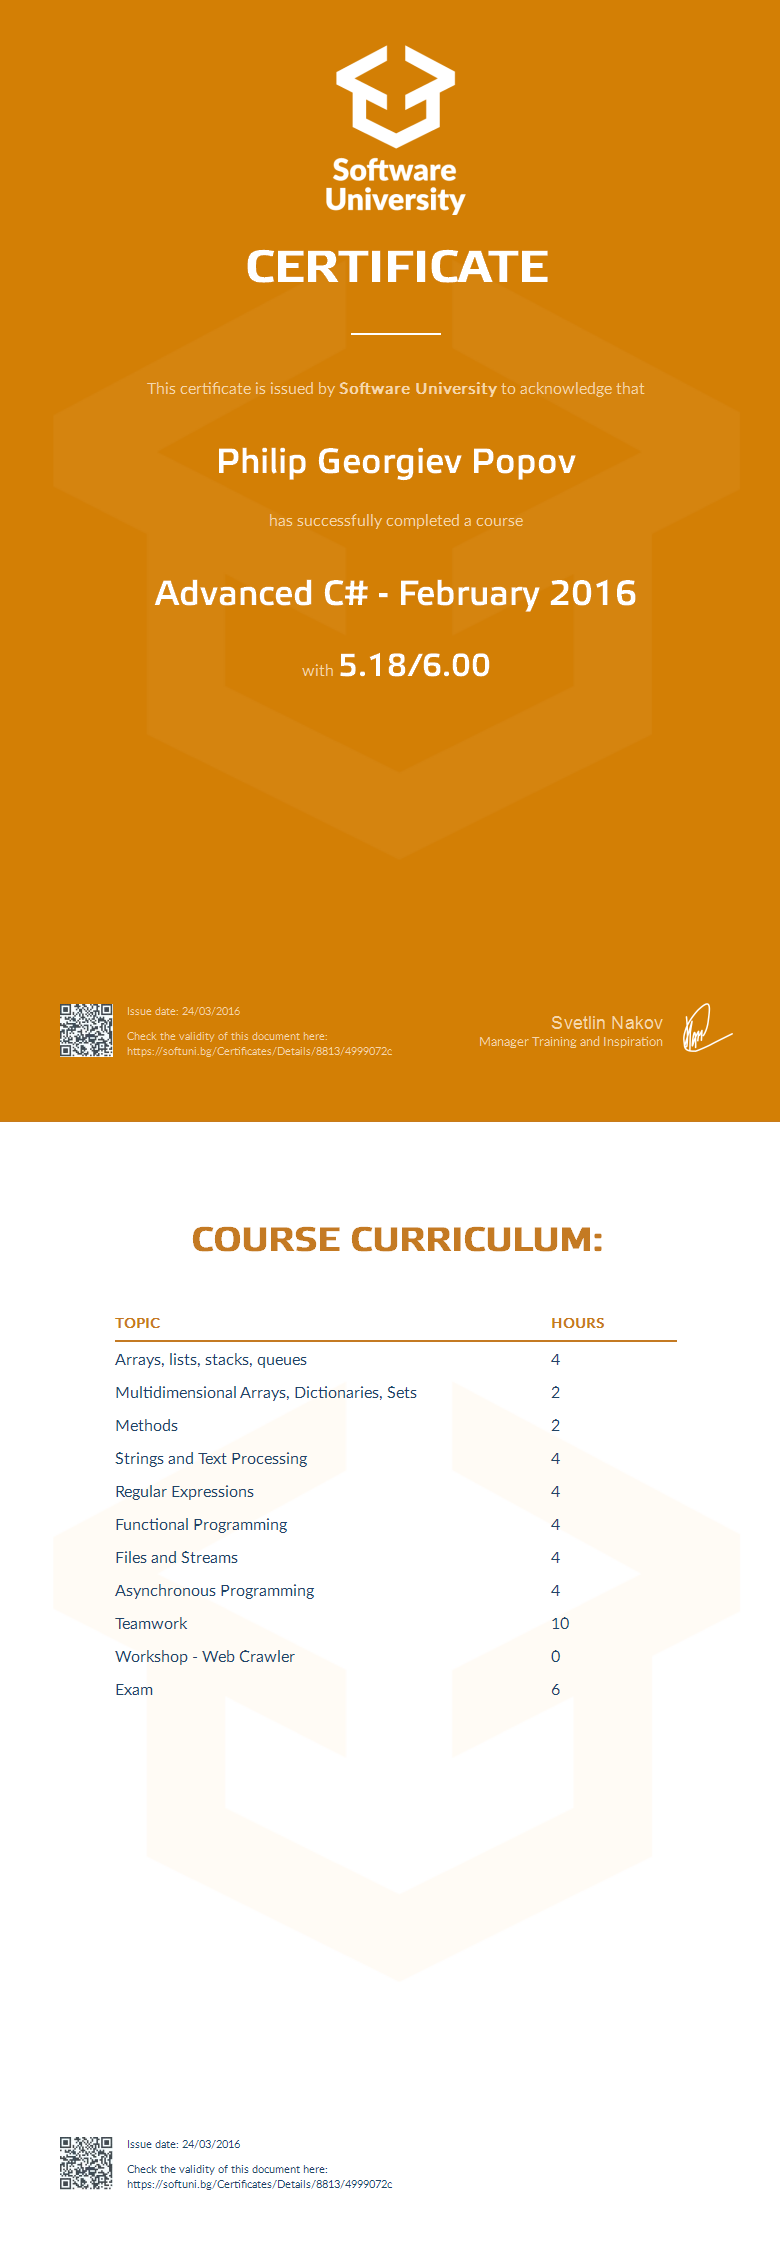 Software
University
CERTIFICATE
This certificate is issued by Software University to acknowledge that
Philip Georgiev Popov
has successfully completed a course
Advanced C# - February 2016
with 5.18/6.00
Issue date: 24/03/2016
Check the validity of this document here:
https://softuni.bg/Certificates/Details/8813/4999072c
Svetlin Nakov
Manager Training and Inspiration
COURSE CURRICULUM:
TOPIC HOURS
Arrays, lists, stacks, queues 4
Multidimensional Arrays, Dictionaries, Sets 2
Methods 2
Strings and Text Processing 4
Regular Expressions 4
Functional Programming 4
Files and Streams 4
Asynchronous Programming 4
Teamwork 10
Workshop - Web Crawler 0
Exam 6
Issue date: 24/03/2016
Check the validity of this document here:
https://softuni.bg/Certificates/Details/8813/4999072c